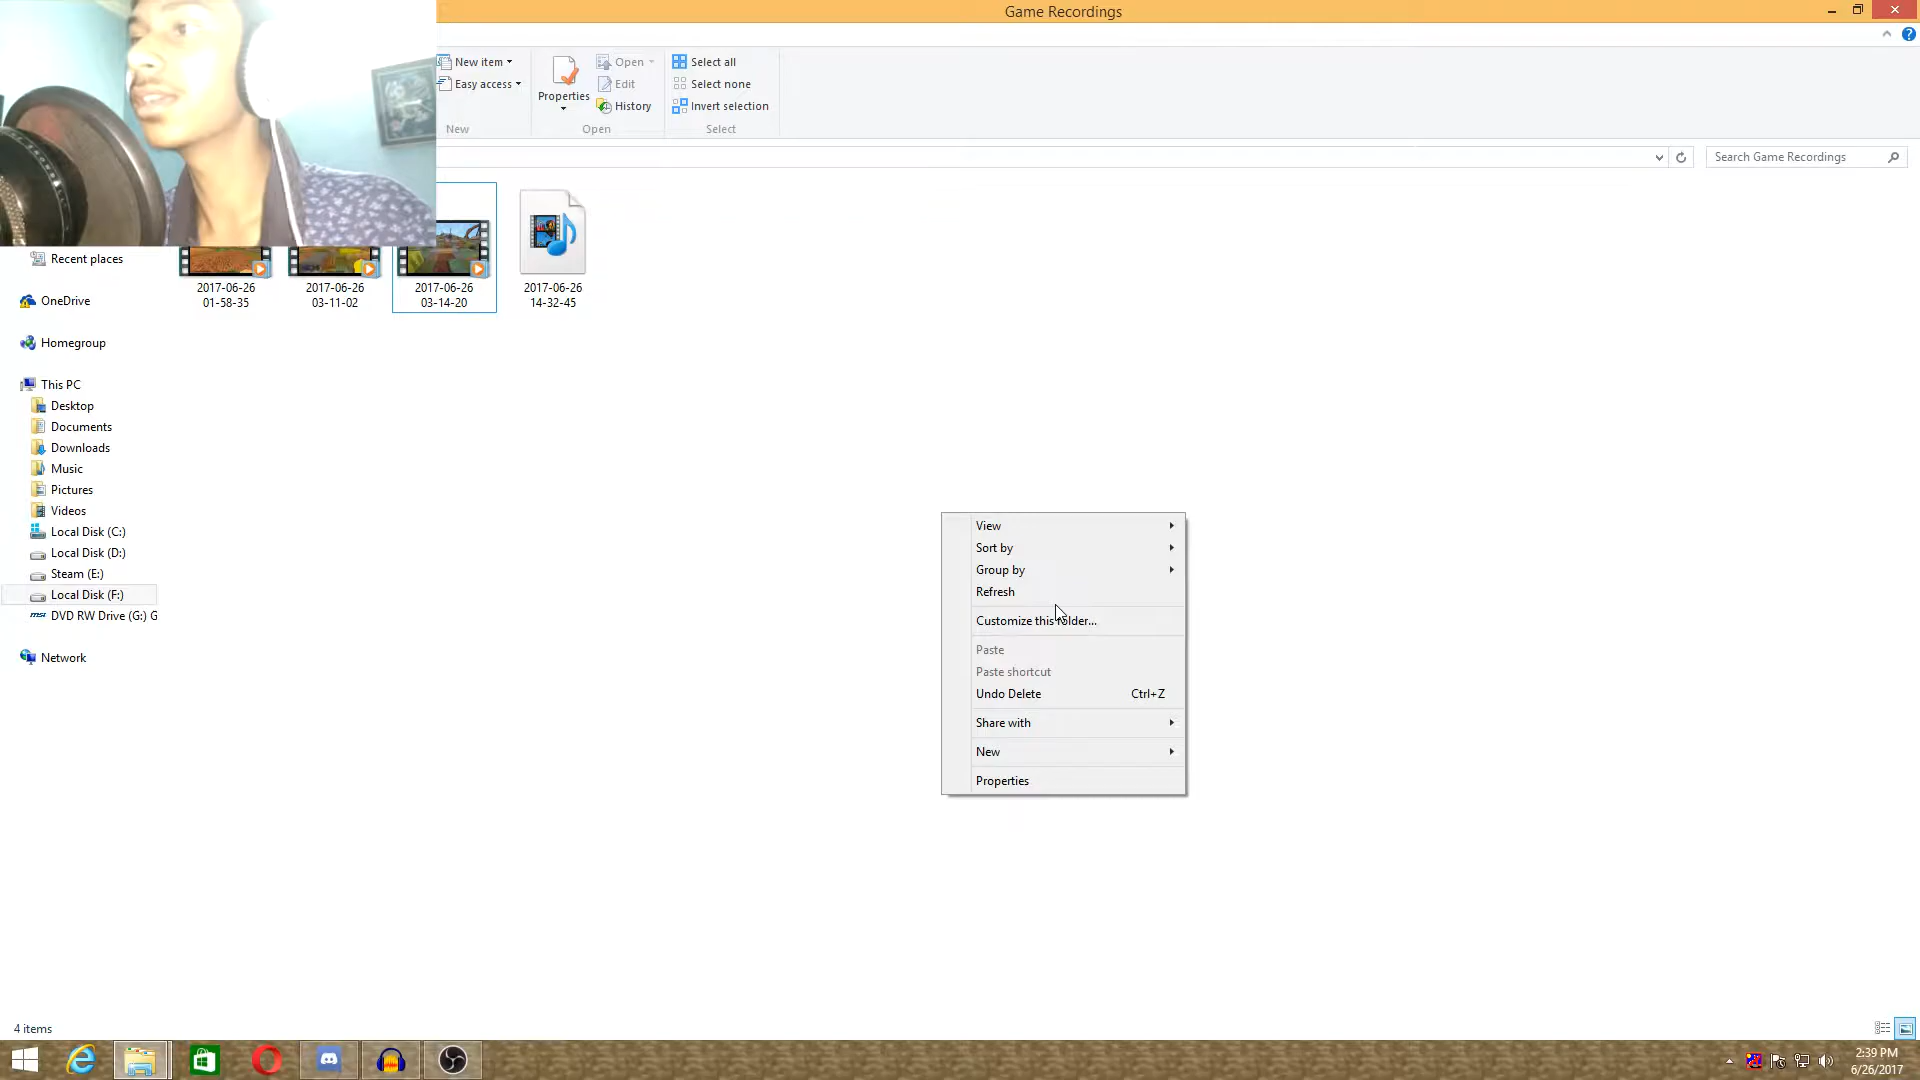 Game Recordings
New item
Easy access
New
Properties
Open
Edit
History
Open
Select all
Select none
Invert selection
Select
Search Game Recordings
2017-06-26
01-58-35
2017-06-26
03-11-02
2017-06-26
03-14-20
2017-06-26
14-32-45
Recent places
OneDrive
Homegroup
This PC
Desktop
Documents
Downloads
Music
Pictures
Videos
Local Disk (C:)
Local Disk (D:)
Steam (E:)
Local Disk (F:)
msi DVD RW Drive (G:) G
Network
View
Sort by
Group by
Refresh
Customize this folder...
Paste
Paste shortcut
Undo Delete Ctrl+Z
Share with
New
Properties
4 items
2:39 PM
6/26/2017